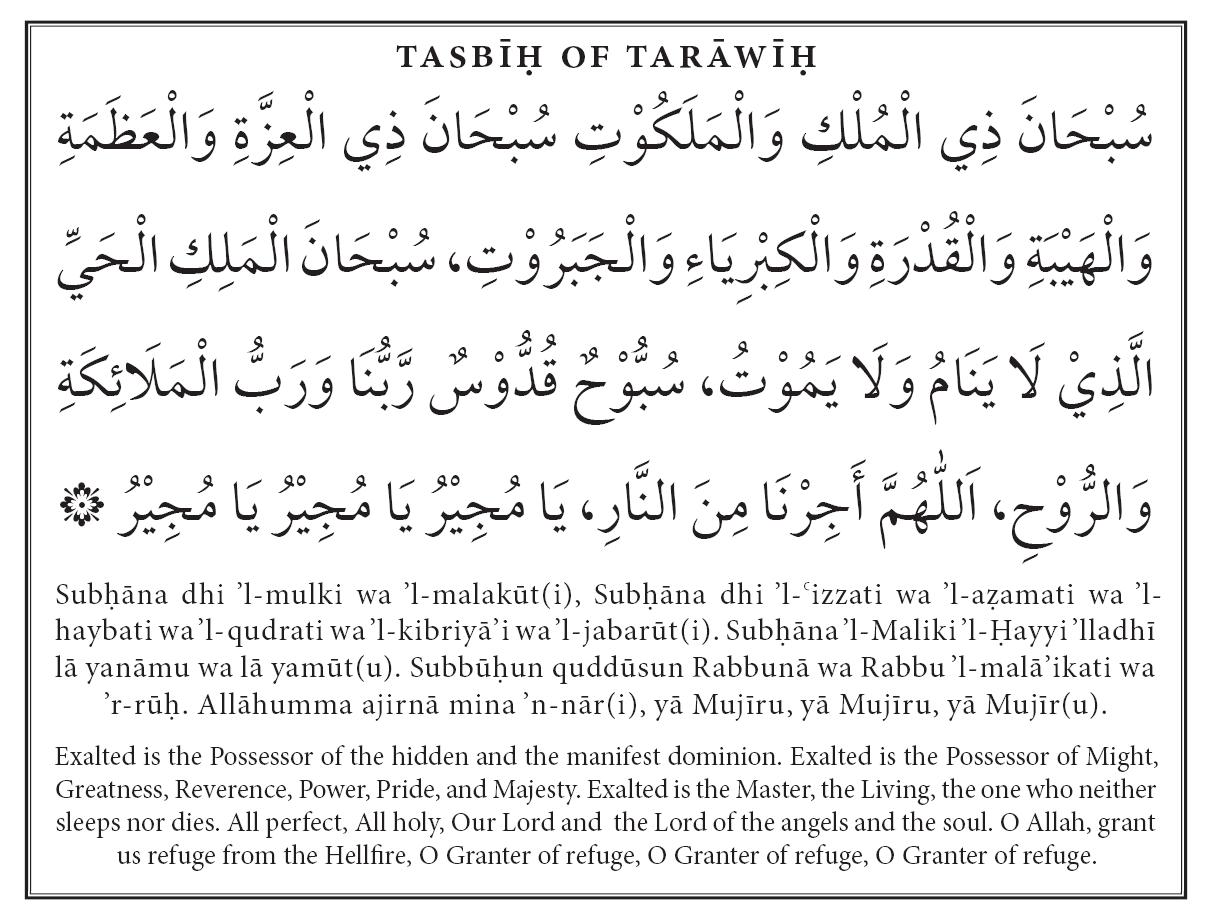 TASBĪḤ OF TARĀWĪḤ
سُبْحَانَ ذِي الْمُلْكِ وَالْمَلَكُوْتِ سُبْحَانَ ذِي الْعِزَّةِ وَالْعَظَمَةِ
وَالْهَيْبَةِ وَالْقُدْرَةِ وَالْكِبْرِيَاءِ وَالْجَبَرُوْتِ، سُبْحَانَ الْمَلِكِ الْحَيِّ
الَّذِيْ لَا يَنَامُ وَلَا يَمُوْتُ، سُبُّوْحٌ قُدُّوْسٌ رَّبُّنَا وَرَبُّ الْمَلَائِكَةِ
وَالرُّوْحِ، اَللّٰهُمَّ أَجِرْنَا مِنَ النَّارِ، يَا مُجِيْرُ يَا مُجِيْرُ يَا مُجِيْرُ
Subḥāna dhi ’l-mulki wa ’l-malakūt(i), Subḥāna dhi ’l-ʿizzati wa ’l-aẓamati wa ’l-
haybati wa ’l-qudrati wa ’l-kibriyā’i wa ’l-jabarūt(i). Subḥāna ’l-Maliki ’l-Ḥayyi ’lladhī
lā yanāmu wa lā yamūt(u). Subbūḥun quddūsun Rabbunā wa Rabbu ’l-malā’ikati wa
’r-rūḥ. Allāhumma ajirnā mina ’n-nār(i), yā Mujīru, yā Mujīru, yā Mujīr(u).
Exalted is the Possessor of the hidden and the manifest dominion. Exalted is the Possessor of Might,
Greatness, Reverence, Power, Pride, and Majesty. Exalted is the Master, the Living, the one who neither
sleeps nor dies. All perfect, All holy, Our Lord and the Lord of the angels and the soul. O Allah, grant
us refuge from the Hellfire, O Granter of refuge, O Granter of refuge, O Granter of refuge.